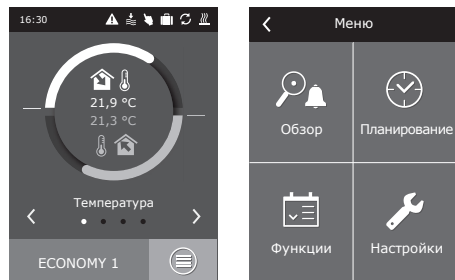 16:30
21,9 °C
21,3 °C
Температура
ECONOMY 1
Меню
Обзор
Планирование
Функции
Настройки